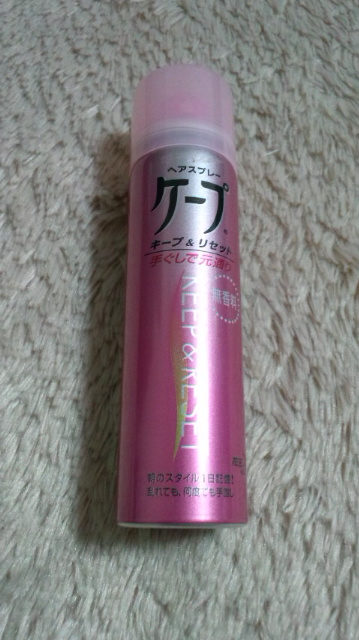 ヘアスプレー
ケープ®
キープ&リセット
手ぐしで元通り
無香料
KEEP & RESET
朝のスタイル1日記憶!
乱れても、何度でも手直し